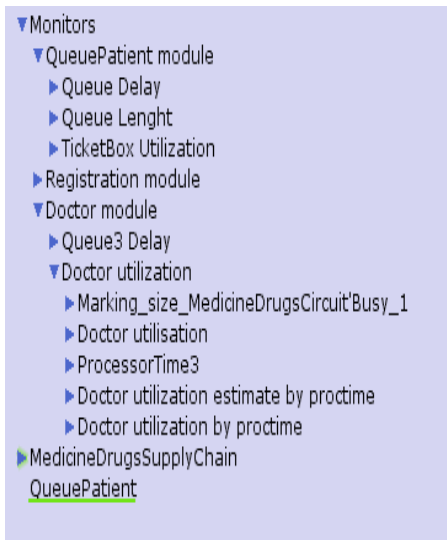 Monitors
QueuePatient module
Queue Delay
Queue Lenght
TicketBox Utilization
Registration module
Doctor module
Queue3 Delay
Doctor utilization
Marking_size_MedicineDrugsCircuit'Busy_1
Doctor utilisation
ProcessorTime3
Doctor utilization estimate by proctime
Doctor utilization by proctime
MedicineDrugsSupplyChain
QueuePatient